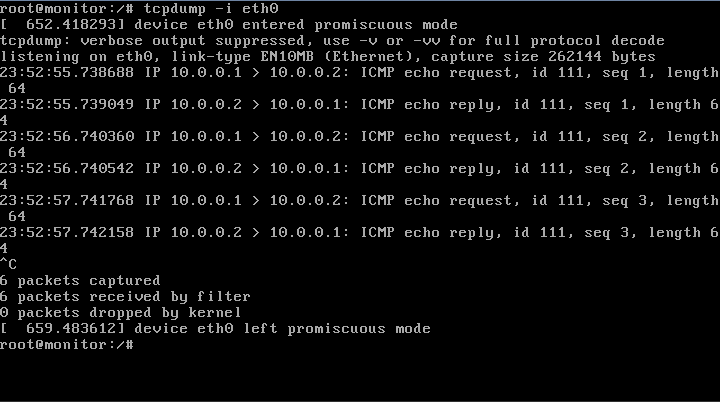 root@monitor:/# tcpdump -i eth0
[  652.418293] device eth0 entered promiscuous mode
tcpdump: verbose output suppressed, use -v or -vv for full protocol decode
listening on eth0, link-type EN10MB (Ethernet), capture size 262144 bytes
23:52:55.738688 IP 10.0.0.1 > 10.0.0.2: ICMP echo request, id 111, seq 1, length
 64
23:52:55.739049 IP 10.0.0.2 > 10.0.0.1: ICMP echo reply, id 111, seq 1, length 6
4
23:52:56.740360 IP 10.0.0.1 > 10.0.0.2: ICMP echo request, id 111, seq 2, length
 64
23:52:56.740542 IP 10.0.0.2 > 10.0.0.1: ICMP echo reply, id 111, seq 2, length 6
4
23:52:57.741768 IP 10.0.0.1 > 10.0.0.2: ICMP echo request, id 111, seq 3, length
 64
23:52:57.742158 IP 10.0.0.2 > 10.0.0.1: ICMP echo reply, id 111, seq 3, length 6
4
^C
6 packets captured
6 packets received by filter
0 packets dropped by kernel
[  659.483612] device eth0 left promiscuous mode
root@monitor:/#